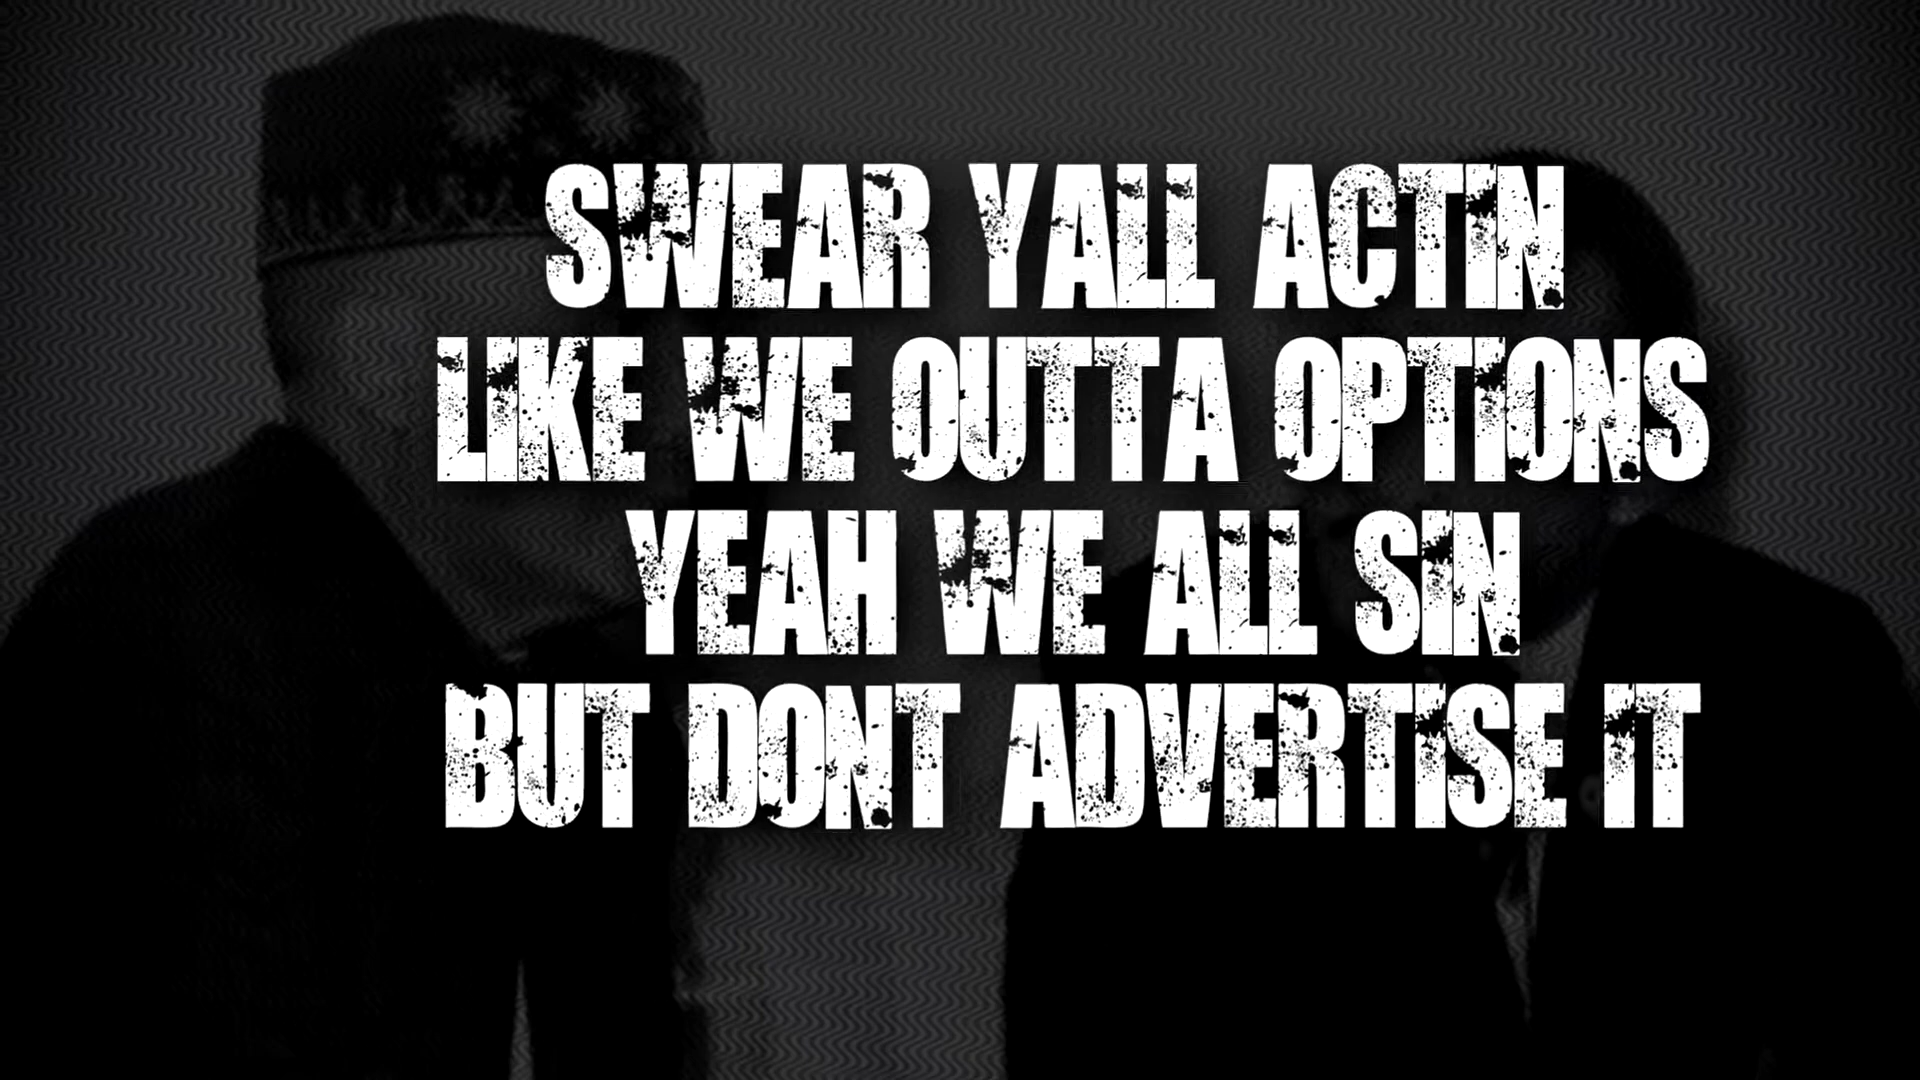 SWEAR YALL ACTIN
LIKE WE OUTTA OPTIONS
YEAH WE ALL SIN
BUT DONT ADVERTISE IT